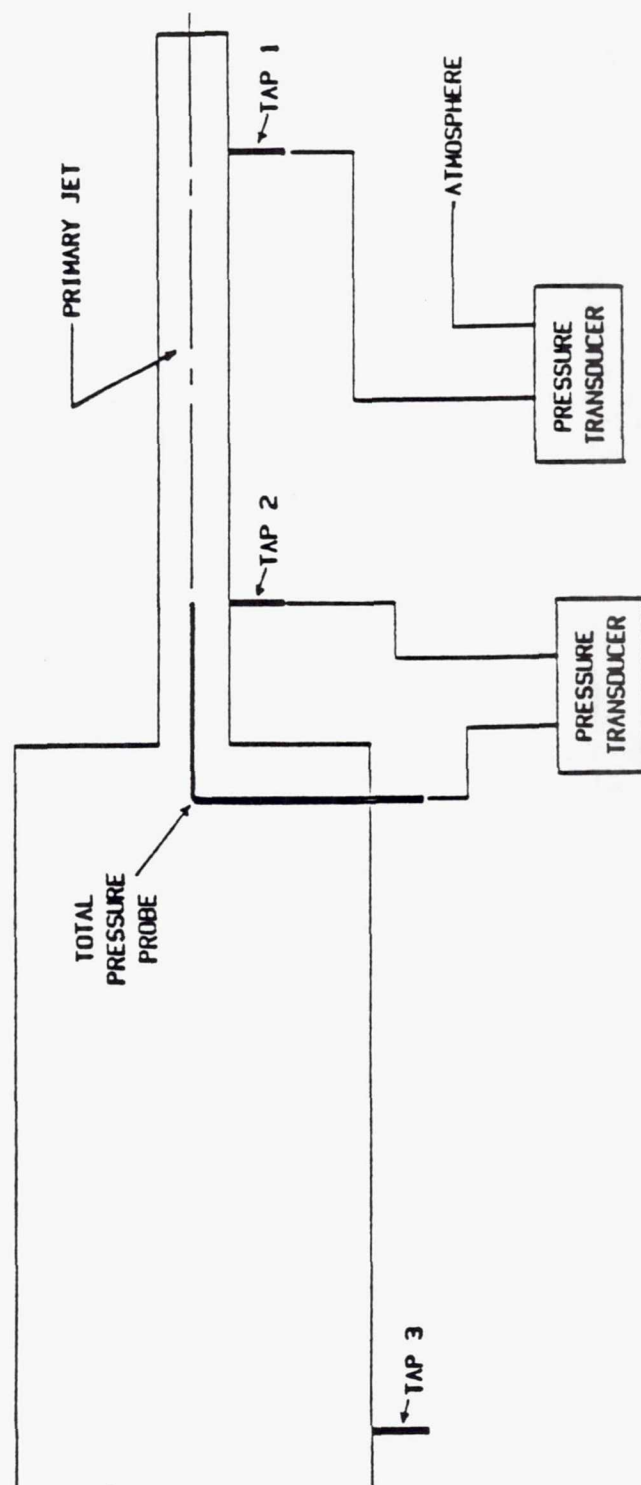 PRIMARY JET
TAP 1
ATMOSPHERE
PRESSURE
TRANSDUCER
TAP 2
PRESSURE
TRANSDUCER
TOTAL
PRESSURE
PROBE
TAP 3